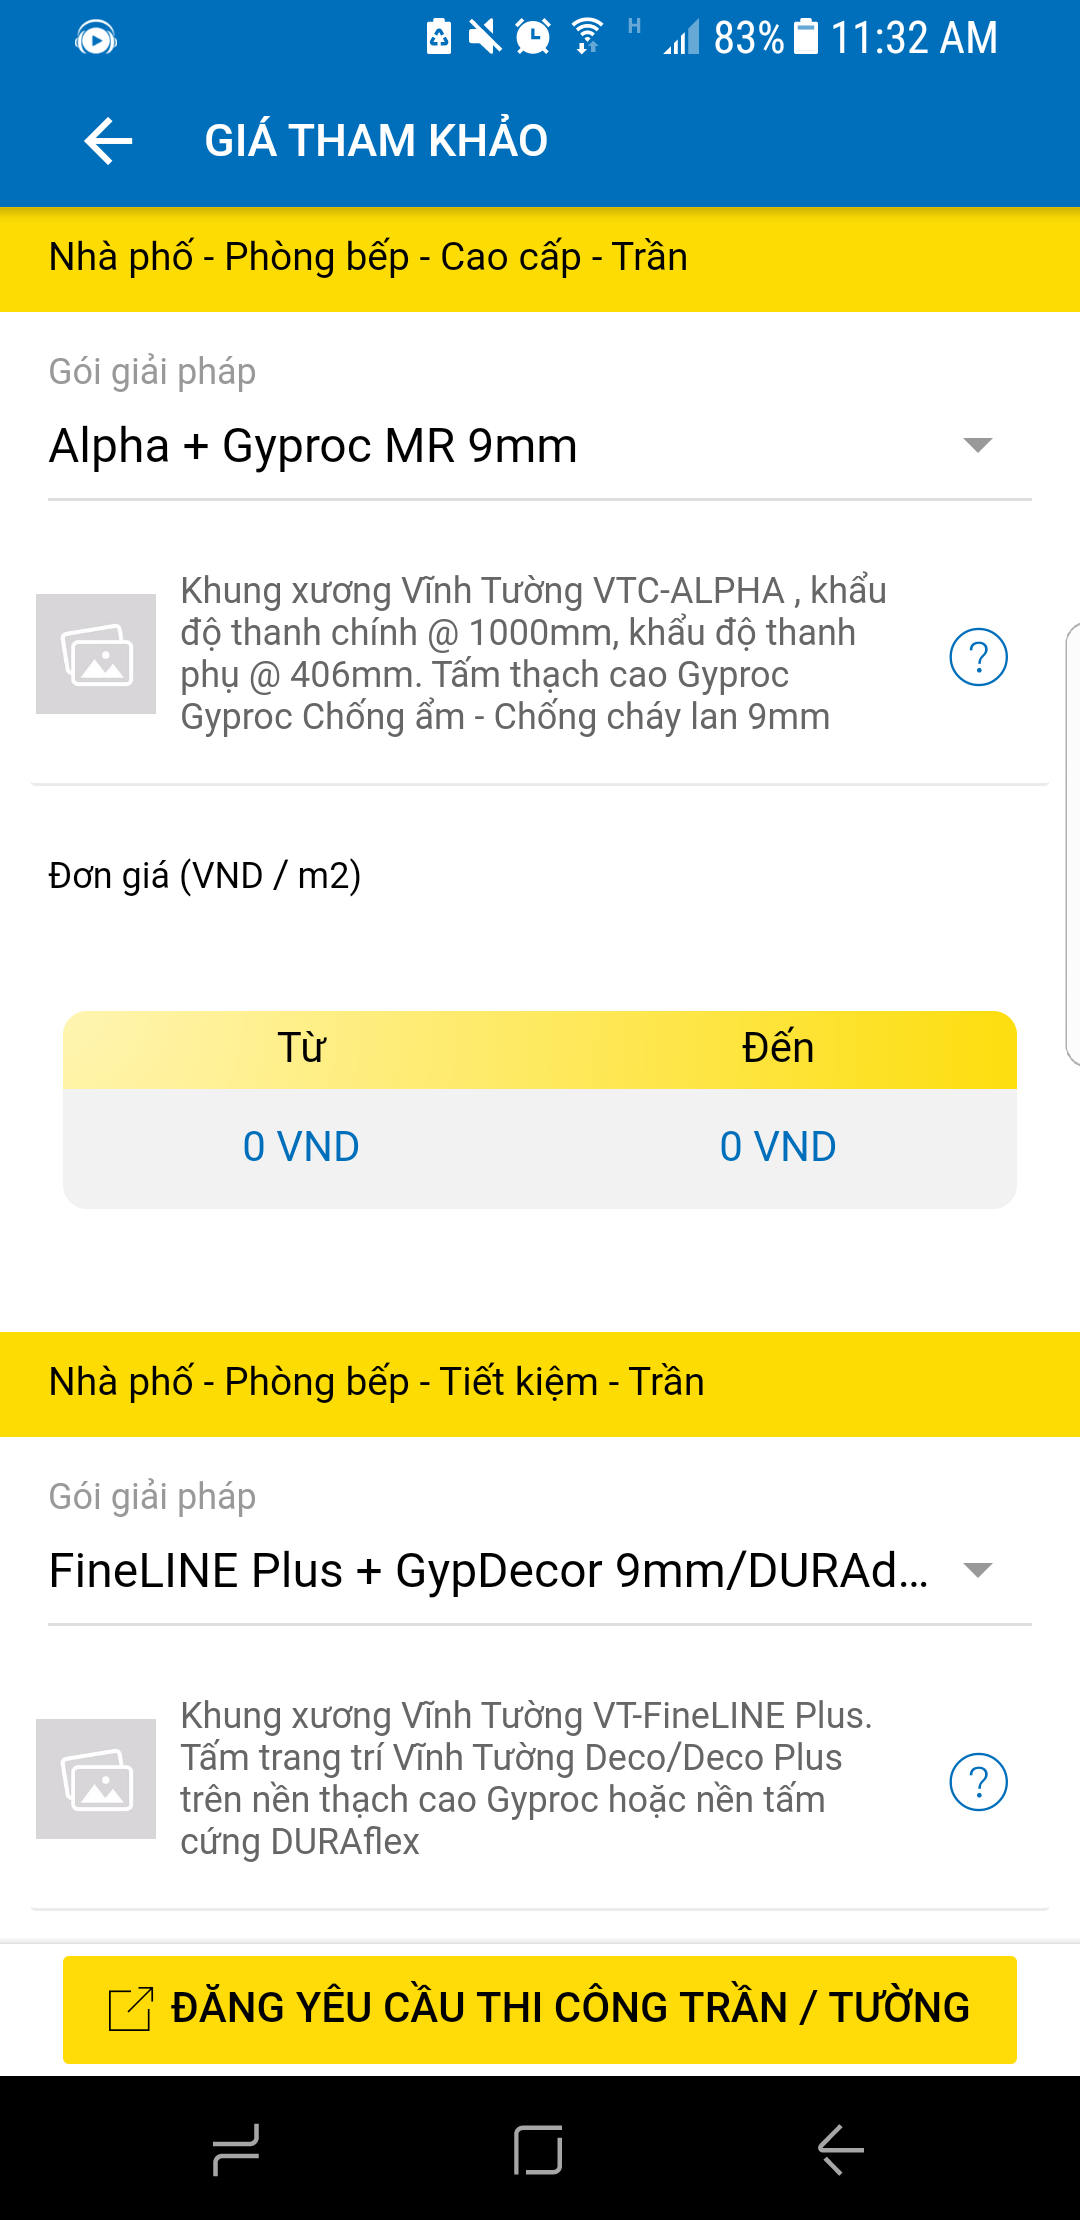 H 83% 11:32 AM
GIÁ THAM KHẢO
Nhà phố - Phòng bếp - Cao cấp - Trần
Gói giải pháp
Alpha + Gyproc MR 9mm
Khung xương Vĩnh Tường VTC-ALPHA , khẩu
độ thanh chính @ 1000mm, khẩu độ thanh
phụ @ 406mm. Tấm thạch cao Gyproc
Gyproc Chống ẩm - Chống cháy lan 9mm
?
Đơn giá (VND / m2)
Từ Đến
0 VND 0 VND
Nhà phố - Phòng bếp - Tiết kiệm - Trần
Gói giải pháp
FineLINE Plus + GypDecor 9mm/DURAd...
Khung xương Vĩnh Tường VT-FineLINE Plus.
Tấm trang trí Vĩnh Tường Deco/Deco Plus
trên nền thạch cao Gyproc hoặc nền tấm
cứng DURAflex
?
ĐĂNG YÊU CẦU THI CÔNG TRẦN / TƯỜNG